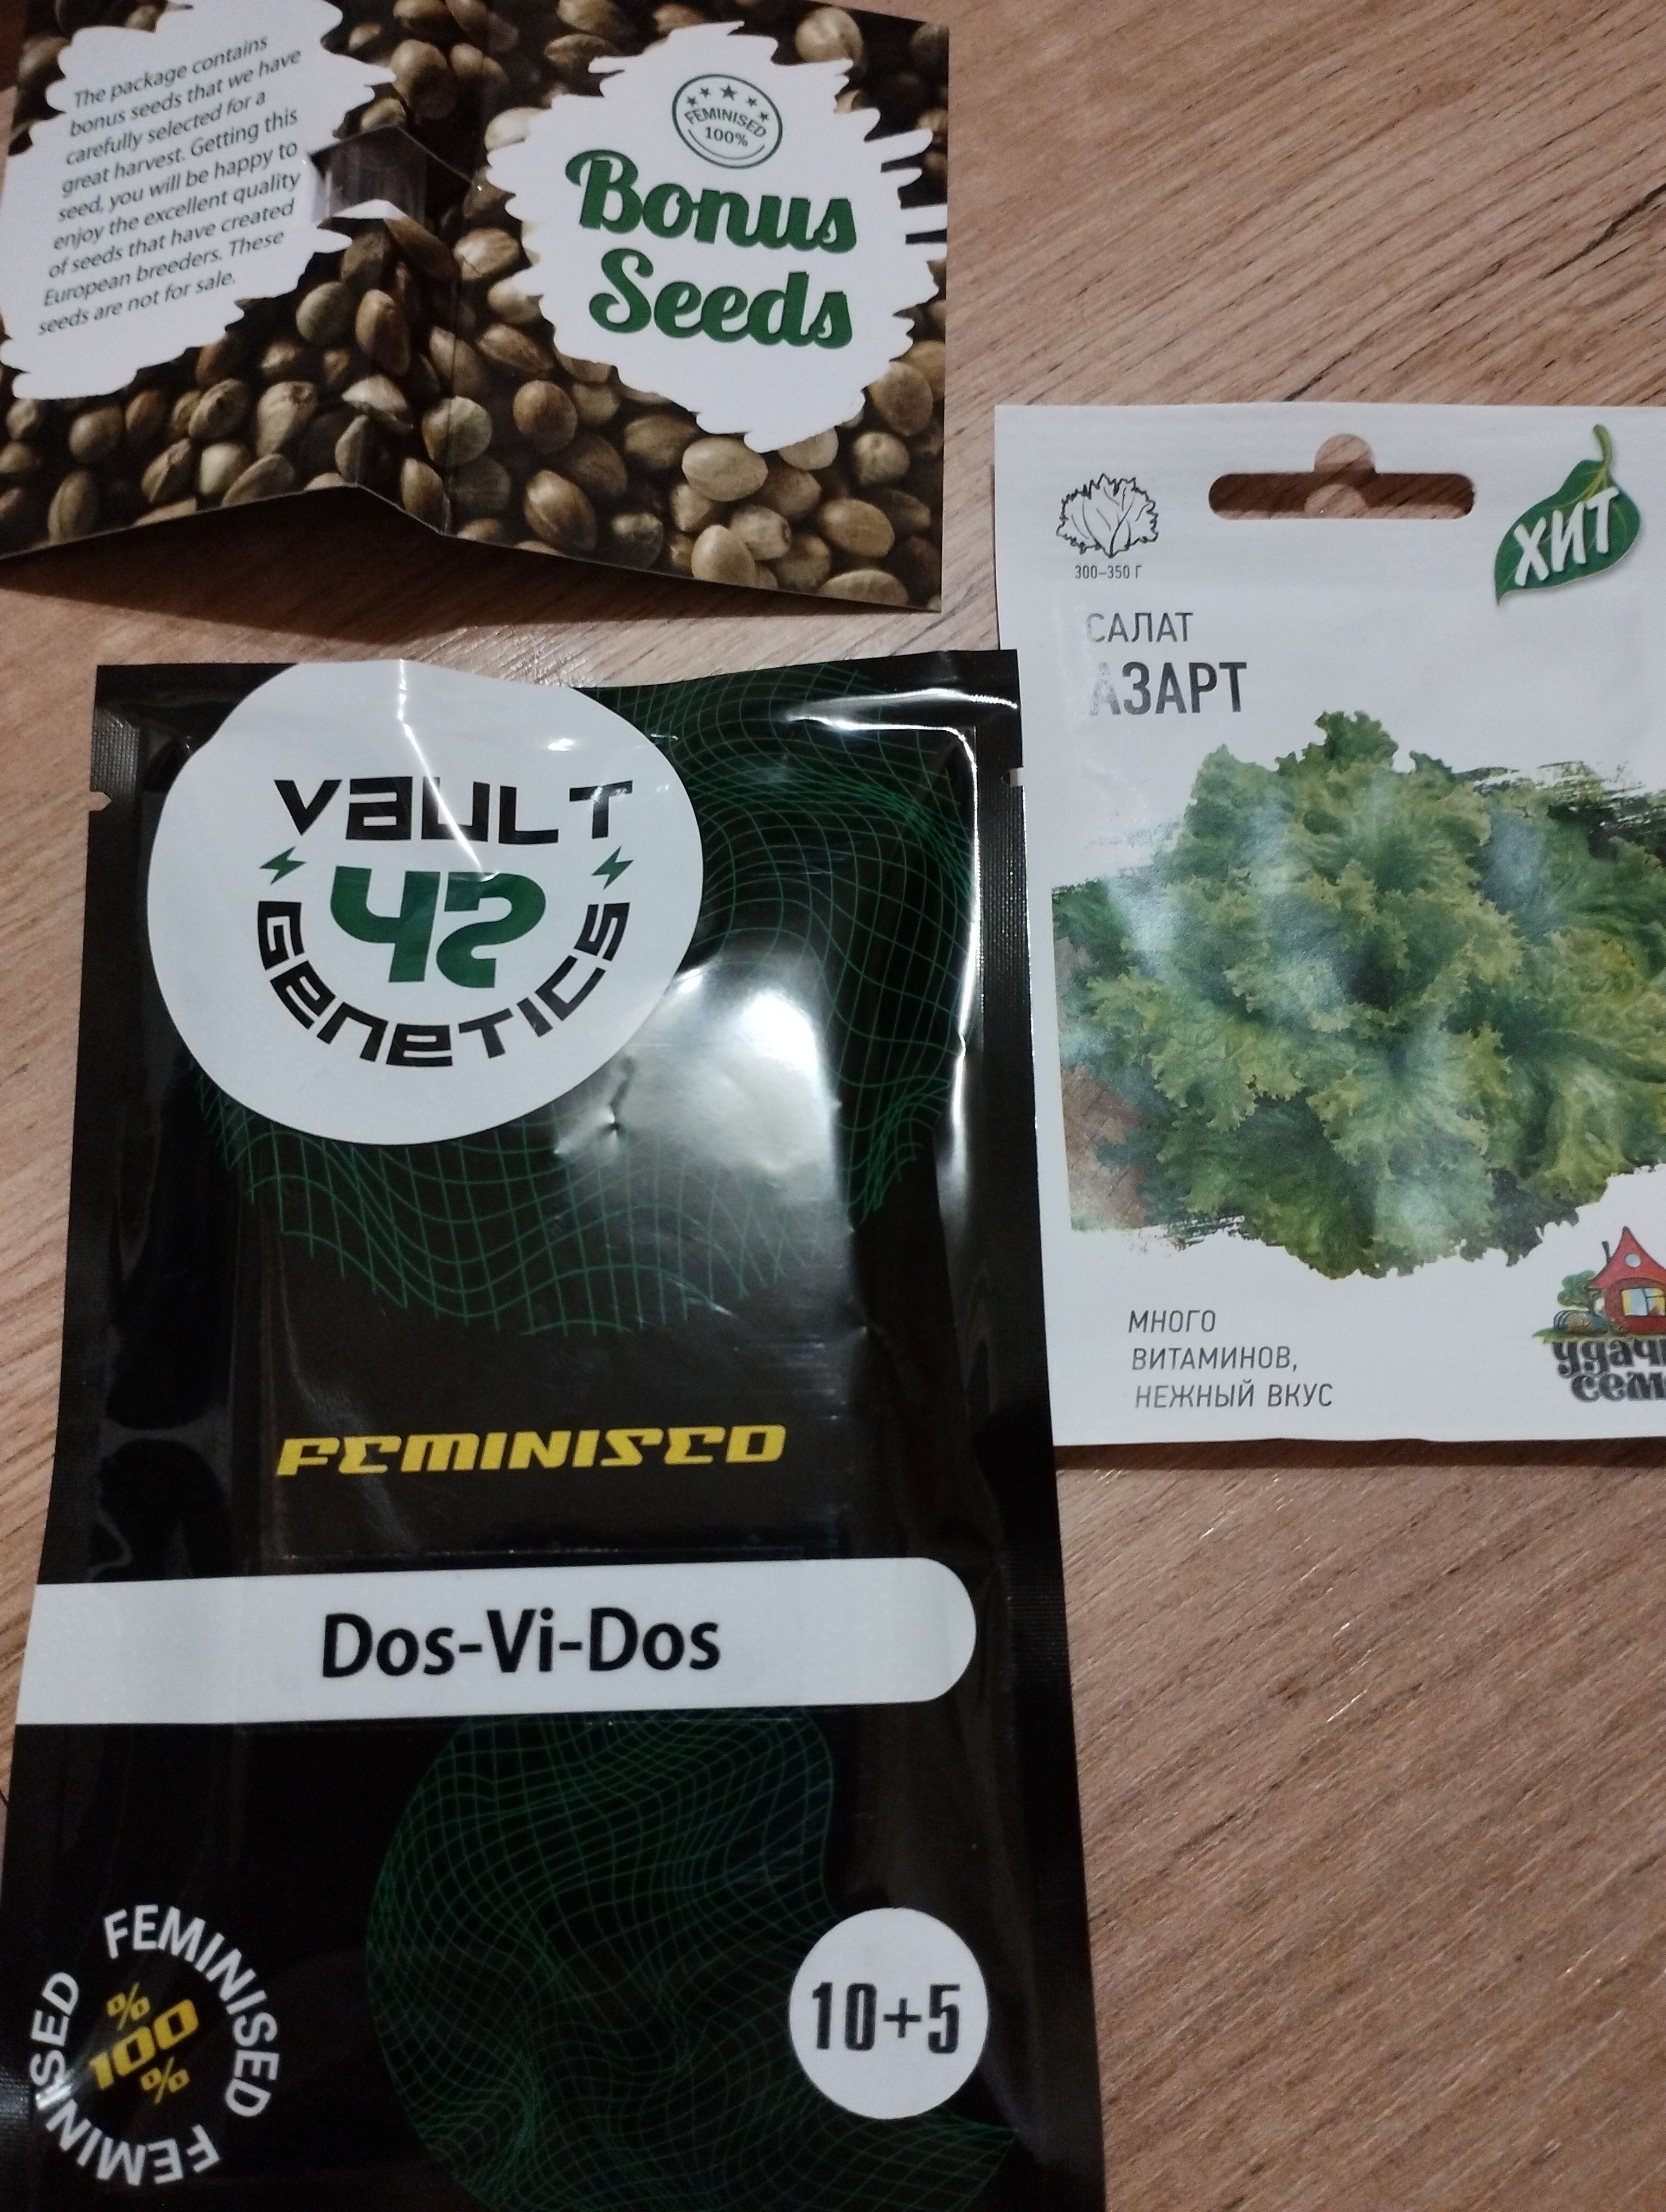 The package contains
bonus seeds that we have
carefully selected for a
great harvest. Getting this
seed, you will be happy to
enjoy the excellent quality
of seeds that have created
European breeders. These
seeds are not for sale.
FEMINISED
100%
Bonus
Seeds
300–350 Г
ХИТ
САЛАТ
АЗАРТ
МНОГО
ВИТАМИНОВ,
НЕЖНЫЙ ВКУС
VAULT
42
GENETICS
FEMINISED
Dos-Vi-Dos
FEMINISED
FEMINISED
%
100
%
10+5